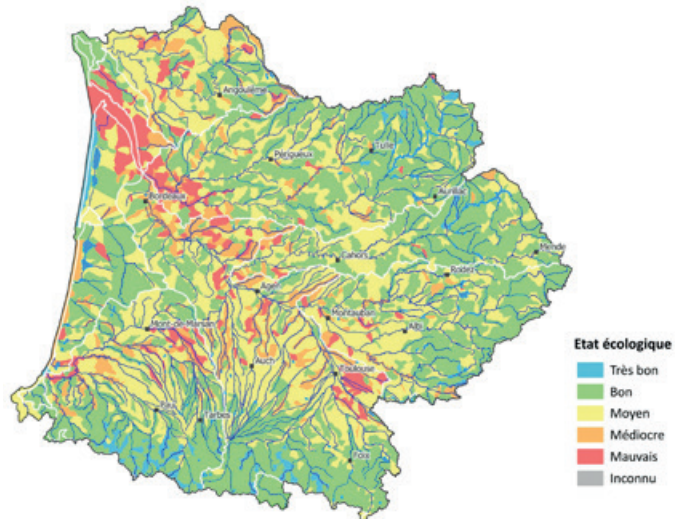 Angoulême
Périgueux
Tulle
Bordeaux
Aurillac
Mende
Cahors
Rodez
Agen
Montauban
Albi
Mont-de-Marsan
Auch
Toulouse
Pau
Tarbes
Foix
Etat écologique
Très bon
Bon
Moyen
Médiocre
Mauvais
Inconnu